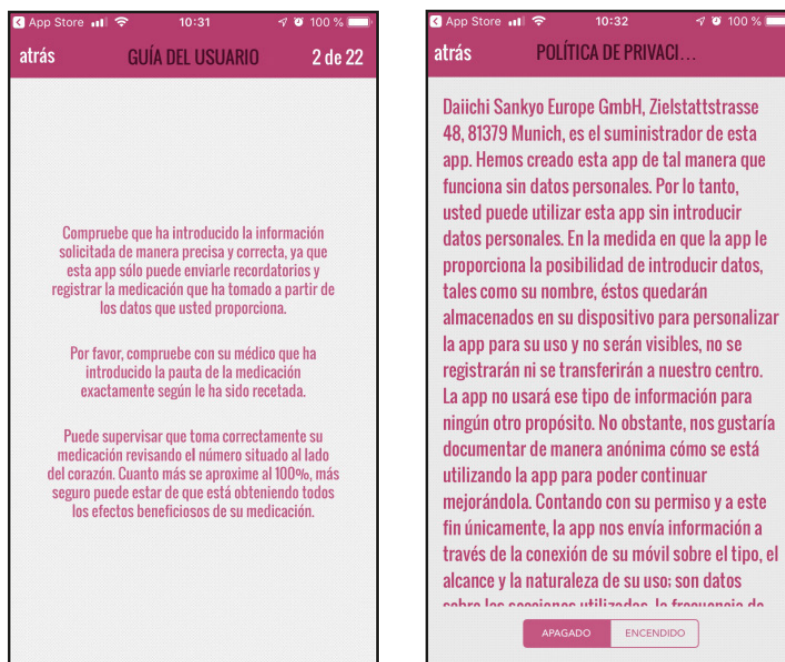 App Store 10:31 100 %
atrás GUÍA DEL USUARIO 2 de 22
Compruebe que ha introducido la información
solicitada de manera precisa y correcta, ya que
esta app sólo puede enviarle recordatorios y
registrar la medicación que ha tomado a partir de
los datos que usted proporciona.
Por favor, compruebe con su médico que ha
introducido la pauta de la medicación
exactamente según le ha sido recetada.
Puede supervisar que toma correctamente su
medicación revisando el número situado al lado
del corazón. Cuanto más se aproxime al 100%, más
seguro puede estar de que está obteniendo todos
los efectos beneficiosos de su medicación.
App Store 10:32 100 %
atrás POLÍTICA DE PRIVACI...
Daiichi Sankyo Europe GmbH, Zielstattstrasse
48, 81379 Munich, es el suministrador de esta
app. Hemos creado esta app de tal manera que
funciona sin datos personales. Por lo tanto,
usted puede utilizar esta app sin introducir
datos personales. En la medida en que la app le
proporciona la posibilidad de introducir datos,
tales como su nombre, éstos quedarán
almacenados en su dispositivo para personalizar
la app para su uso y no serán visibles, no se
registrarán ni se transferirán a nuestro centro.
La app no usará ese tipo de información para
ningún otro propósito. No obstante, nos gustaría
documentar de manera anónima cómo se está
utilizando la app para poder continuar
mejorándola. Contando con su permiso y a este
fin únicamente, la app nos envía información a
través de la conexión de su móvil sobre el tipo, el
alcance y la naturaleza de su uso; son datos
sobre las secciones utilizadas, la frecuencia de
APAGADO ENCENDIDO